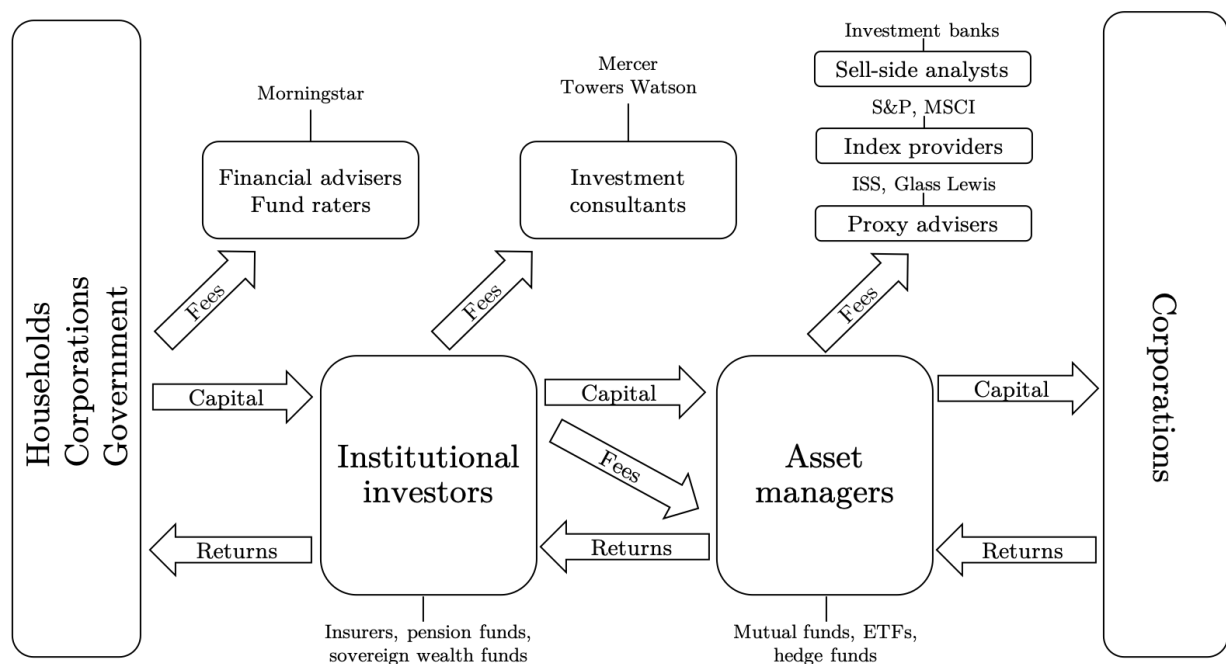 Households
Corporations
Government
Morningstar
Financial advisers
Fund raters
Fees
Capital
Returns
Mercer
Towers Watson
Investment
consultants
Fees
Institutional
investors
Insurers, pension funds,
sovereign wealth funds
Capital
Fees
Returns
Investment banks
Sell-side analysts
S&P, MSCI
Index providers
ISS, Glass Lewis
Proxy advisers
Fees
Asset
managers
Mutual funds, ETFs,
hedge funds
Capital
Returns
Corporations